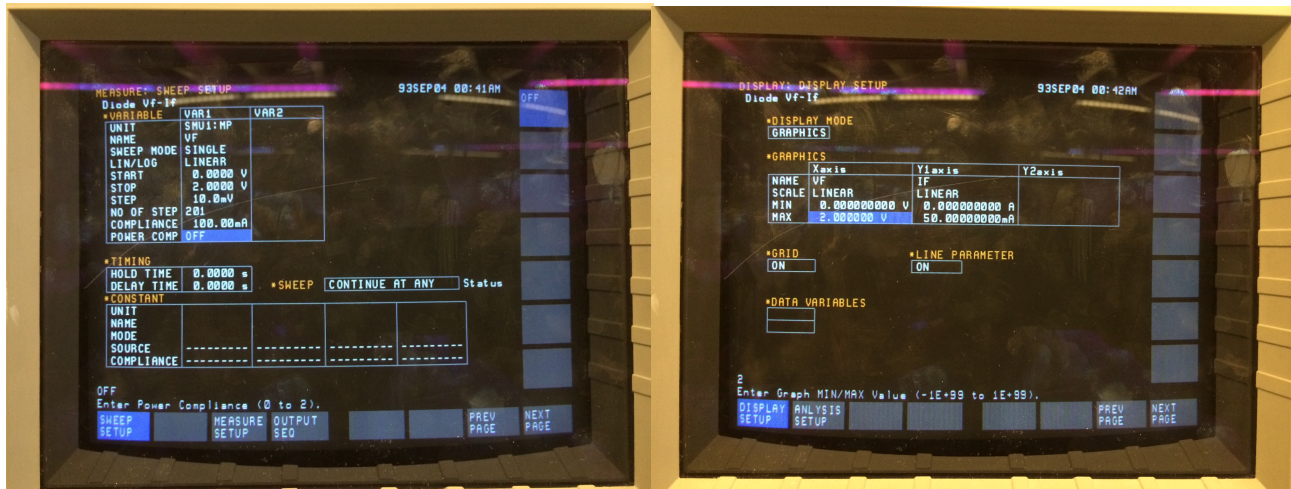 MEASURE: SWEEP SETUP 93SEP04 00:41AM
Diode Vf-If
OFF
*VARIABLE VAR1 VAR2
UNIT SMU1:MP
NAME VF
SWEEP MODE SINGLE
LIN/LOG LINEAR
START 0.0000 V
STOP 2.0000 V
STEP 10.0mV
NO OF STEP 201
COMPLIANCE 100.00mA
POWER COMP OFF
*TIMING
HOLD TIME 0.0000 s
DELAY TIME 0.0000 s
*SWEEP CONTINUE AT ANY Status
*CONSTANT
UNIT
NAME
MODE
SOURCE --------- --------- --------- ---------
COMPLIANCE --------- --------- --------- ---------
OFF
Enter Power Compliance (0 to 2).
SWEEP SETUP
MEASURE SETUP
OUTPUT SEQ
PREV PAGE
NEXT PAGE
DISPLAY: DISPLAY SETUP 93SEP04 00:42AM
Diode Vf-If
*DISPLAY MODE
GRAPHICS
*GRAPHICS
Xaxis Y1axis Y2axis
NAME VF IF
SCALE LINEAR LINEAR
MIN 0.000000000 V 0.000000000 A
MAX 2.000000 V 50.00000000mA
*GRID
ON
*LINE PARAMETER
ON
*DATA VARIABLES
2
Enter Graph MIN/MAX Value (-1E+99 to 1E+99).
DISPLAY SETUP
ANLYSIS SETUP
PREV PAGE
NEXT PAGE